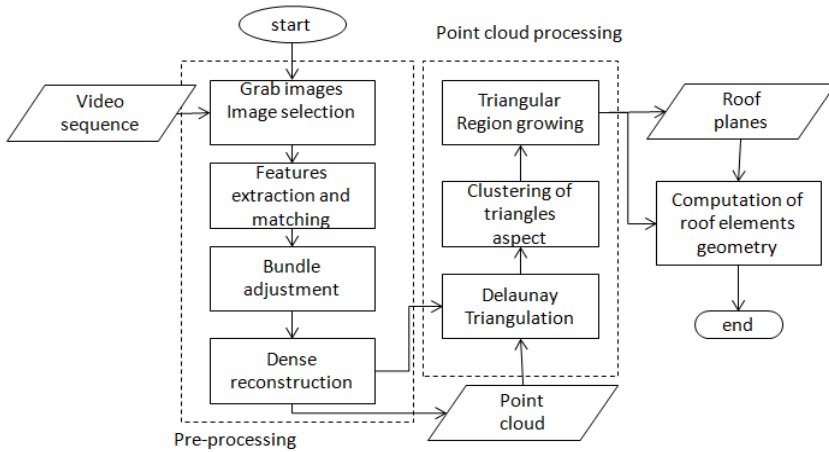 start
Point cloud processing
Video
sequence
Grab images
Image selection
Features
extraction and
matching
Bundle
adjustment
Dense
reconstruction
Pre-processing
Triangular
Region growing
Clustering of
triangles
aspect
Delaunay
Triangulation
Point
cloud
Roof
planes
Computation of
roof elements
geometry
end